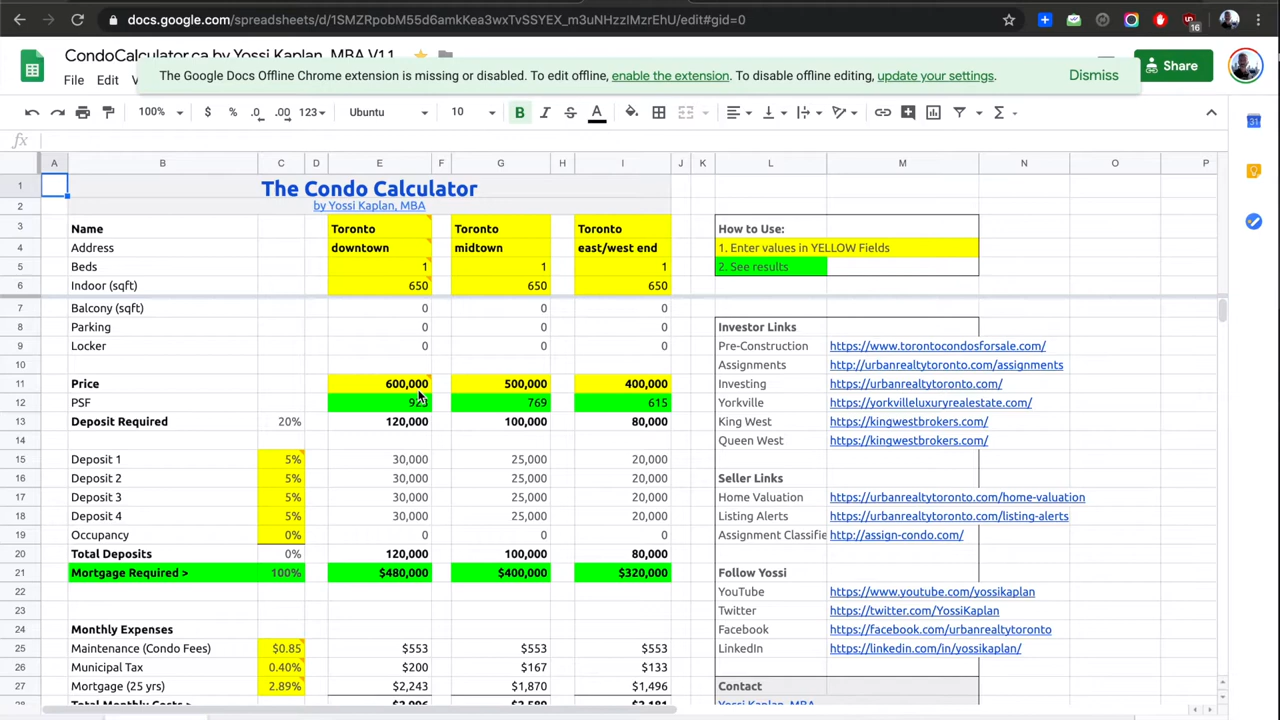 docs.google.com/spreadsheets/d/1SMZRpobM55d6amkKea3wxTvSSYEX_m3uNHzzIMzrEhU/edit#gid=0
16
CondoCalculator.ca by Yossi Kaplan, MBA V1.1
File Edit
The Google Docs Offline Chrome extension is missing or disabled. To edit offline, enable the extension. To disable offline editing, update your settings. Dismiss
Share
100% $ % .0 .00 123 Ubuntu 10 B I S A Σ
fx
31
A B C D E F G H I J K L M N O P
1 The Condo Calculator
2 by Yossi Kaplan, MBA
3 Name Toronto Toronto Toronto How to Use:
4 Address downtown midtown east/west end 1. Enter values in YELLOW Fields
5 Beds 1 1 1 2. See results
6 Indoor (sqft) 650 650 650
7 Balcony (sqft) 0 0 0
8 Parking 0 0 0 Investor Links
9 Locker 0 0 0 Pre-Construction https://www.torontocondosforsale.com/
10 Assignments http://urbanrealtytoronto.com/assignments
11 Price 600,000 500,000 400,000 Investing https://urbanrealtytoronto.com/
12 PSF 923 769 615 Yorkville https://yorkvilleluxuryrealestate.com/
13 Deposit Required 20% 120,000 100,000 80,000 King West https://kingwestbrokers.com/
14 Queen West https://kingwestbrokers.com/
15 Deposit 1 5% 30,000 25,000 20,000
16 Deposit 2 5% 30,000 25,000 20,000 Seller Links
17 Deposit 3 5% 30,000 25,000 20,000 Home Valuation https://urbanrealtytoronto.com/home-valuation
18 Deposit 4 5% 30,000 25,000 20,000 Listing Alerts https://urbanrealtytoronto.com/listing-alerts
19 Occupancy 0% 0 0 0 Assignment Classifie http://assign-condo.com/
20 Total Deposits 0% 120,000 100,000 80,000
21 Mortgage Required > 100% $480,000 $400,000 $320,000 Follow Yossi
22 YouTube https://www.youtube.com/yossikaplan
23 Twitter https://twitter.com/YossiKaplan
24 Monthly Expenses Facebook https://facebook.com/urbanrealtytoronto
25 Maintenance (Condo Fees) $0.85 $553 $553 $553 LinkedIn https://linkedin.com/in/yossikaplan/
26 Municipal Tax 0.40% $200 $167 $133
27 Mortgage (25 yrs) 2.89% $2,243 $1,870 $1,496 Contact
28 Total Monthly Costs > $2,996 $2,589 $2,181 Yossi Kaplan, MBA